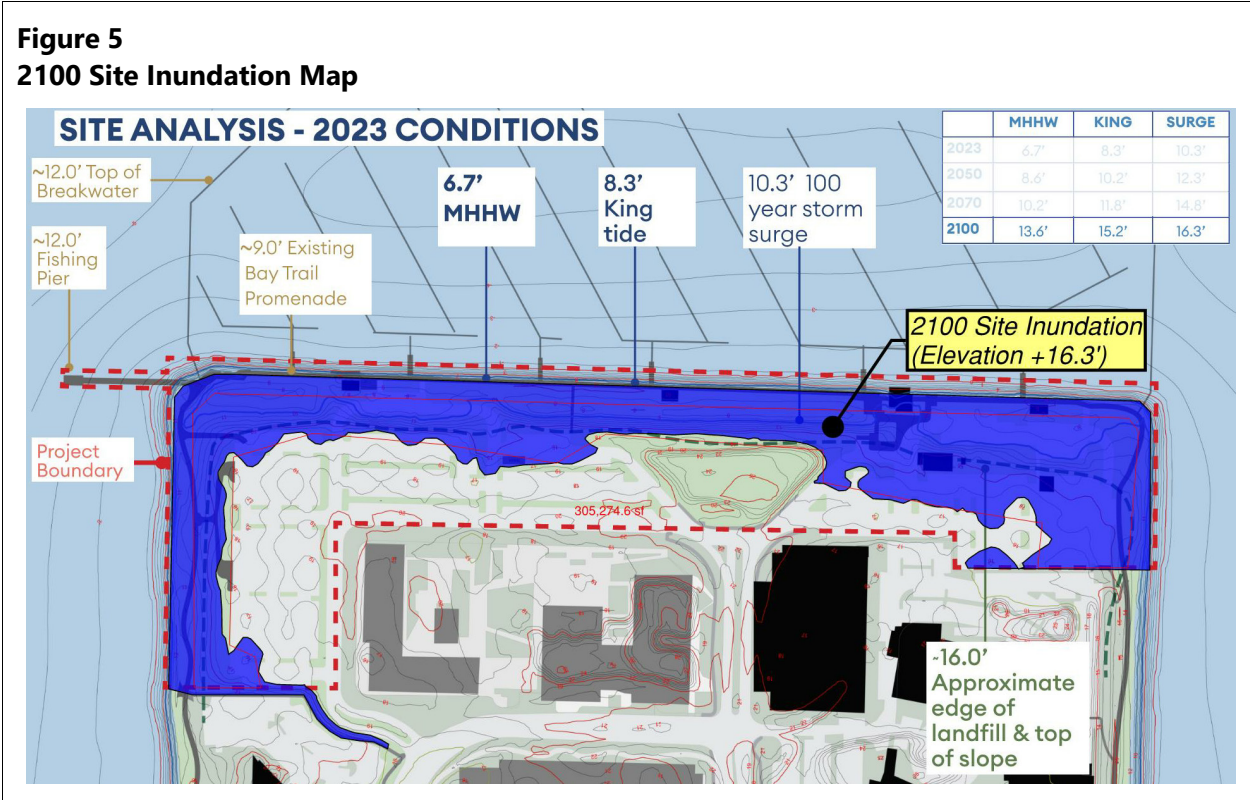 Figure 5
2100 Site Inundation Map
SITE ANALYSIS - 2023 CONDITIONS
MHHW KING SURGE
2023 6.7’ 8.3’ 10.3’
2050 8.6’ 10.2’ 12.3’
2070 10.2’ 11.8’ 14.8’
2100 13.6’ 15.2’ 16.3’
~12.0’ Top of
Breakwater
6.7’
MHHW
8.3’
King
tide
10.3’ 100
year storm
surge
~12.0’
Fishing
Pier
~9.0’ Existing
Bay Trail
Promenade
2100 Site Inundation
(Elevation +16.3')
Project
Boundary
305,274.6 sf
~16.0’
Approximate
edge of
landfill & top
of slope